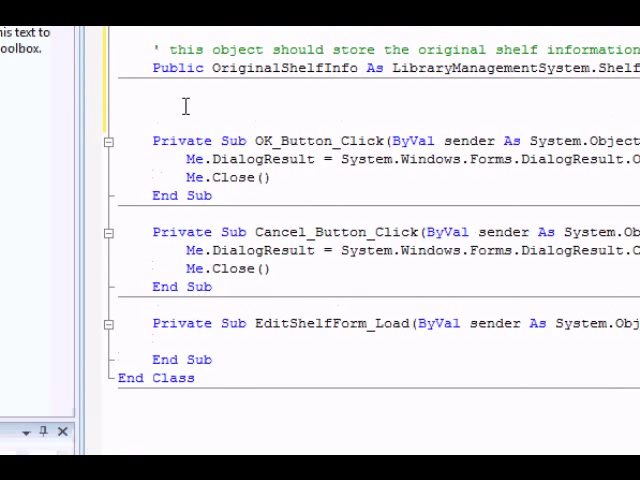 his text to
oolbox.
' this object should store the original shelf information
Public OriginalShelfInfo As LibraryManagementSystem.Shelf
Private Sub OK_Button_Click(ByVal sender As System.Object
Me.DialogResult = System.Windows.Forms.DialogResult.O
Me.Close()
End Sub
Private Sub Cancel_Button_Click(ByVal sender As System.Ob
Me.DialogResult = System.Windows.Forms.DialogResult.C
Me.Close()
End Sub
Private Sub EditShelfForm_Load(ByVal sender As System.Obj
End Sub
End Class